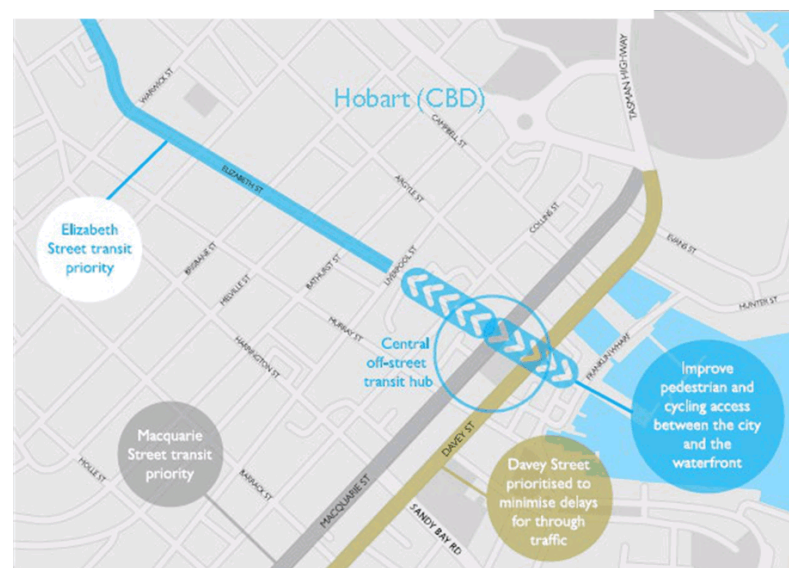 TASMAN HIGHWAY
WARWICK ST
Hobart (CBD)
CAMPBELL ST
ELIZABETH ST
ARGYLE ST
COLLINS ST
Elizabeth
Street transit
priority
EVANS ST
BRISBANE ST
LIVERPOOL ST
BATHURST ST
MELVILLE ST
HUNTER ST
MURRAY ST
HARRINGTON ST
FRANKLIN WHARF
Central
off-street
transit hub
Improve
pedestrian and
cycling access
between the city
and the
waterfront
Macquarie
Street transit
priority
DAVEY ST
Davey Street
prioritised to
minimise delays
for through
traffic
MOLLE ST
BARRACK ST
MACQUARIE ST
SANDY BAY RD